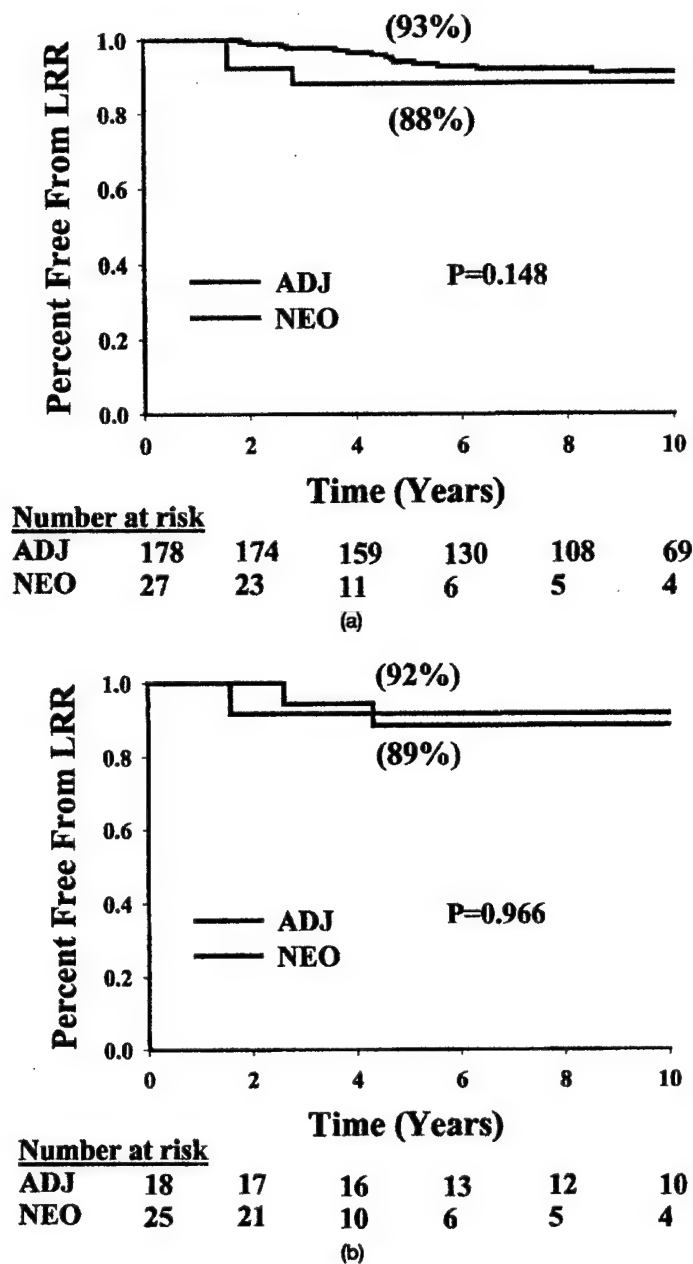 (93%)
1.0
0.8
0.6
0.4
0.2
0.0
Percent Free From LRR
(88%)
P=0.148
ADJ
NEO
0 2 4 6 8 10
Time (Years)
Number at risk
ADJ 178 174 159 130 108 69
NEO 27 23 11 6 5 4
(a)
(92%)
1.0
0.8
0.6
0.4
0.2
0.0
Percent Free From LRR
(89%)
P=0.966
ADJ
NEO
0 2 4 6 8 10
Time (Years)
Number at risk
ADJ 18 17 16 13 12 10
NEO 25 21 10 6 5 4
(b)